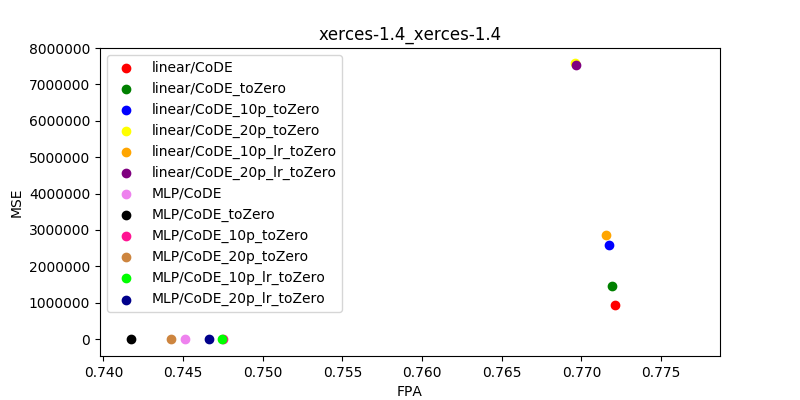 xerces-1.4_xerces-1.4
8000000
7000000
6000000
5000000
4000000
3000000
2000000
1000000
0
MSE
linear/CoDE
linear/CoDE_toZero
linear/CoDE_10p_toZero
linear/CoDE_20p_toZero
linear/CoDE_10p_lr_toZero
linear/CoDE_20p_lr_toZero
MLP/CoDE
MLP/CoDE_toZero
MLP/CoDE_10p_toZero
MLP/CoDE_20p_toZero
MLP/CoDE_10p_lr_toZero
MLP/CoDE_20p_lr_toZero
0.740 0.745 0.750 0.755 0.760 0.765 0.770 0.775
FPA